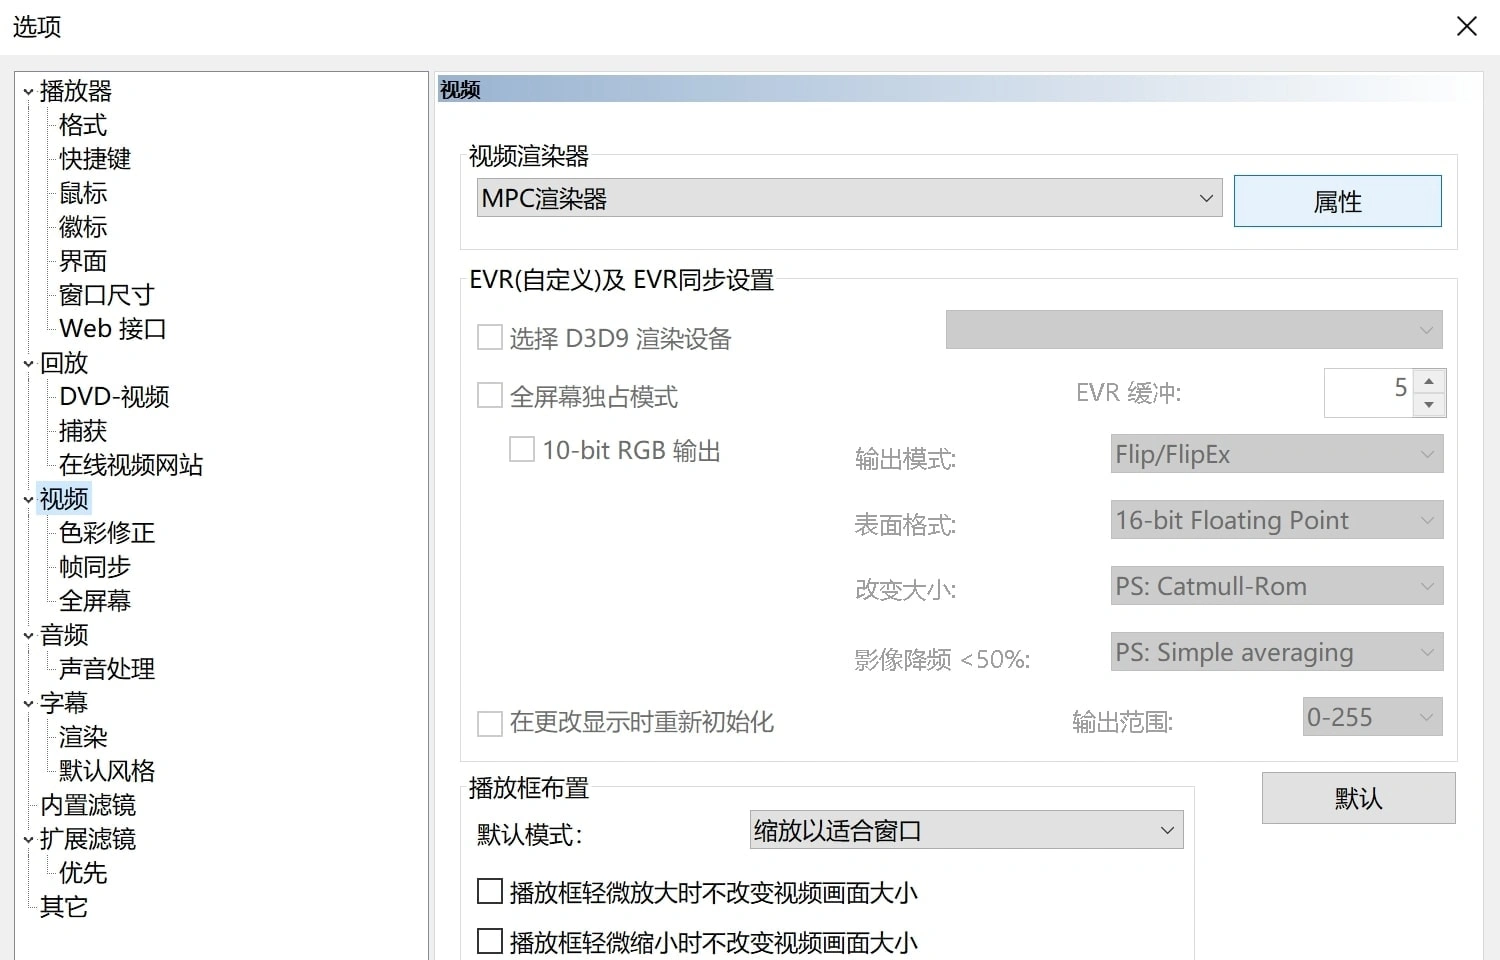 选项
播放器
格式
快捷键
鼠标
徽标
界面
窗口尺寸
Web 接口
回放
DVD-视频
捕获
在线视频网站
视频
色彩修正
帧同步
全屏幕
音频
声音处理
字幕
渲染
默认风格
内置滤镜
扩展滤镜
优先
其它
视频
视频渲染器
MPC渲染器
属性
EVR(自定义)及 EVR同步设置
选择 D3D9 渲染设备
全屏幕独占模式
EVR 缓冲:
5
10-bit RGB 输出
输出模式:
Flip/FlipEx
表面格式:
16-bit Floating Point
改变大小:
PS: Catmull-Rom
影像降频 <50%:
PS: Simple averaging
在更改显示时重新初始化
输出范围:
0-255
播放框布置
默认
默认模式:
缩放以适合窗口
播放框轻微放大时不改变视频画面大小
播放框轻微缩小时不改变视频画面大小